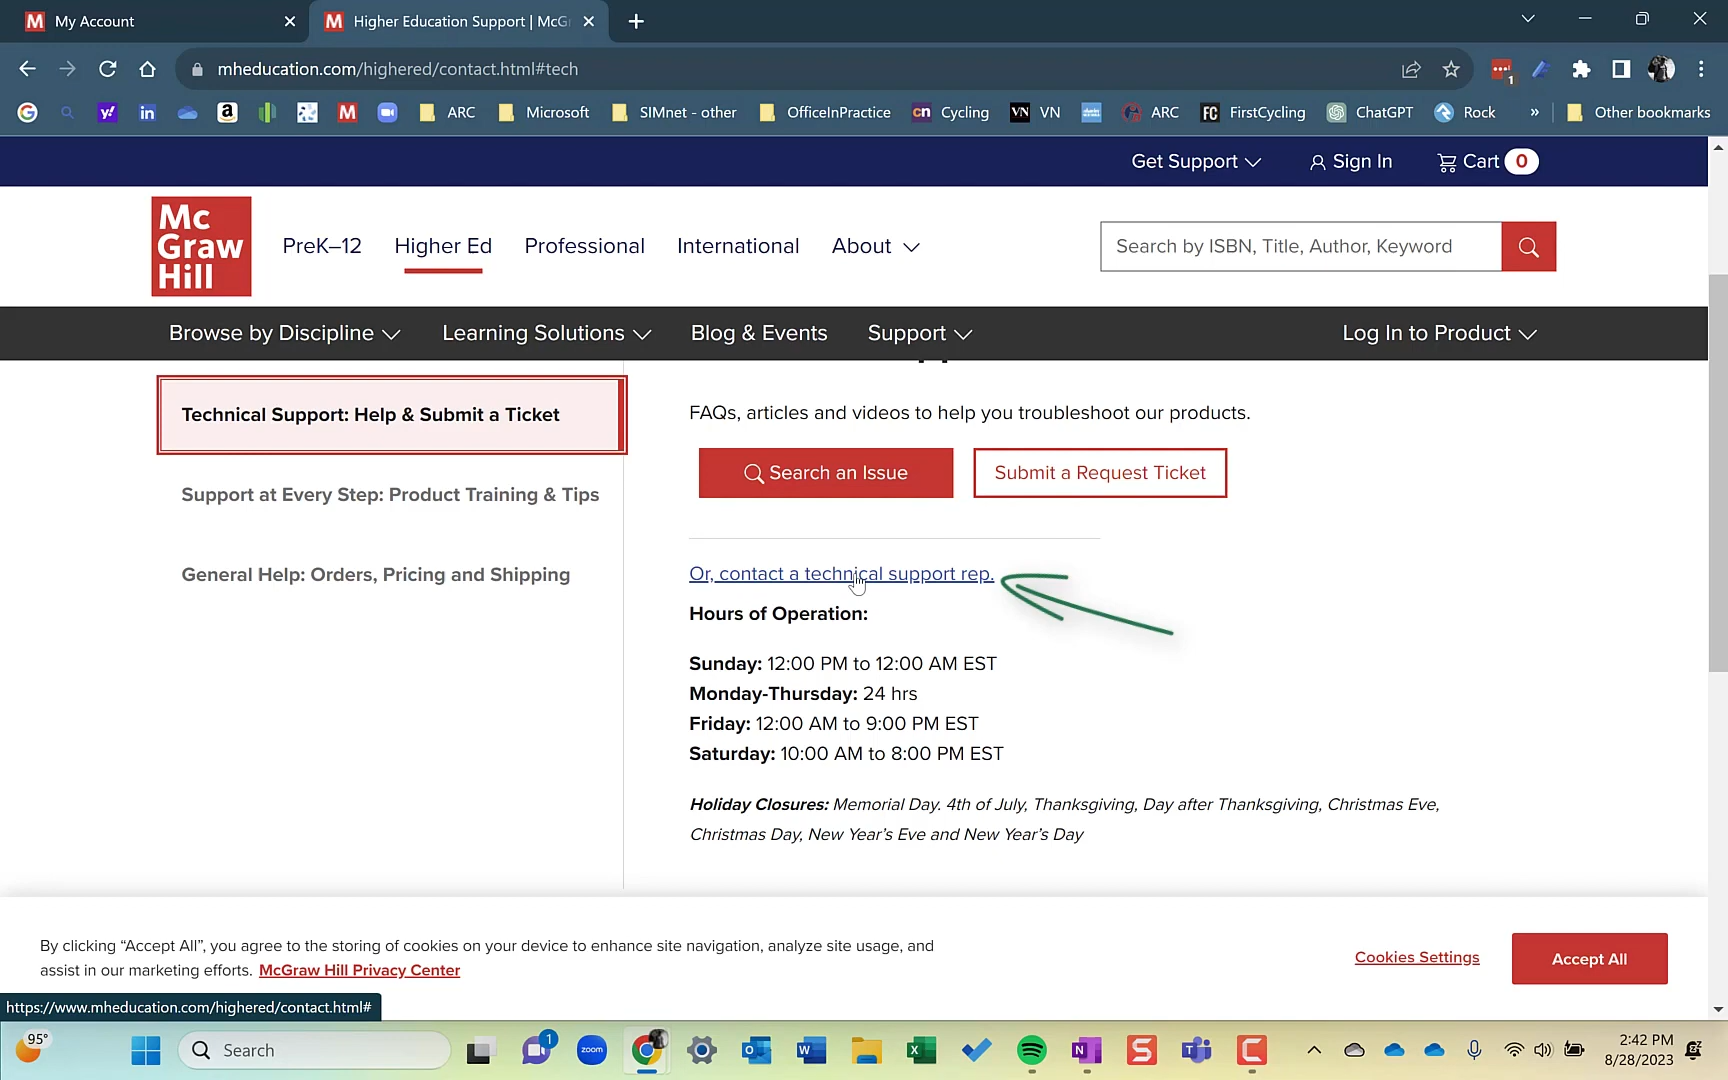 My Account
Higher Education Support | McG
mheducation.com/highered/contact.html#tech
1
ARC
Microsoft
SIMnet - other
OfficeInPractice
cn
Cycling
VN
VN
ARC
FC
FirstCycling
ChatGPT
Rock
»
Other bookmarks
Get Support
Sign In
Cart 0
Mc
Graw
Hill
PreK–12
Higher Ed
Professional
International
About
Search by ISBN, Title, Author, Keyword
Browse by Discipline
Learning Solutions
Blog & Events
Support
Log In to Product
Technical Support: Help & Submit a Ticket
Support at Every Step: Product Training & Tips
General Help: Orders, Pricing and Shipping
FAQs, articles and videos to help you troubleshoot our products.
Search an Issue
Submit a Request Ticket
Or, contact a technical support rep.
Hours of Operation:
Sunday: 12:00 PM to 12:00 AM EST
Monday-Thursday: 24 hrs
Friday: 12:00 AM to 9:00 PM EST
Saturday: 10:00 AM to 8:00 PM EST
Holiday Closures: Memorial Day. 4th of July, Thanksgiving, Day after Thanksgiving, Christmas Eve,
Christmas Day, New Year’s Eve and New Year’s Day
By clicking “Accept All”, you agree to the storing of cookies on your device to enhance site navigation, analyze site usage, and
assist in our marketing efforts. McGraw Hill Privacy Center
Cookies Settings
Accept All
https://www.mheducation.com/highered/contact.html#
95°
Search
1
zoom
2:42 PM
8/28/2023